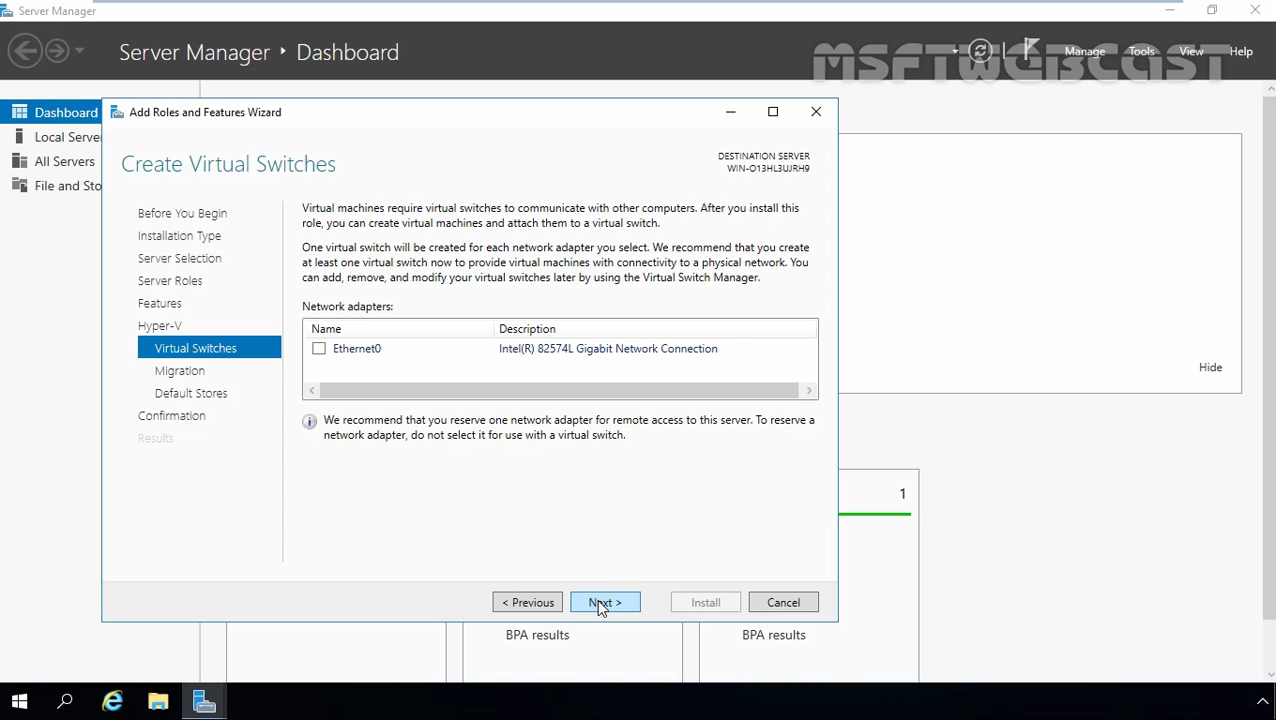 Server Manager
Server Manager
Dashboard
MSFTWEBCAST
Manage
Tools
View
Help
Dashboard
Local Serve
All Servers
File and Sto
Add Roles and Features Wizard
Create Virtual Switches
DESTINATION SERVER
WIN-O13HL3UJRH9
Before You Begin
Installation Type
Server Selection
Server Roles
Features
Hyper-V
Virtual Switches
Migration
Default Stores
Confirmation
Results
Virtual machines require virtual switches to communicate with other computers. After you install this
role, you can create virtual machines and attach them to a virtual switch.
One virtual switch will be created for each network adapter you select. We recommend that you create
at least one virtual switch now to provide virtual machines with connectivity to a physical network. You
can add, remove, and modify your virtual switches later by using the Virtual Switch Manager.
Network adapters:
Name
Description
Ethernet0
Intel(R) 82574L Gigabit Network Connection
We recommend that you reserve one network adapter for remote access to this server. To reserve a
network adapter, do not select it for use with a virtual switch.
< Previous
Next >
Install
Cancel
Hide
1
BPA results
BPA results